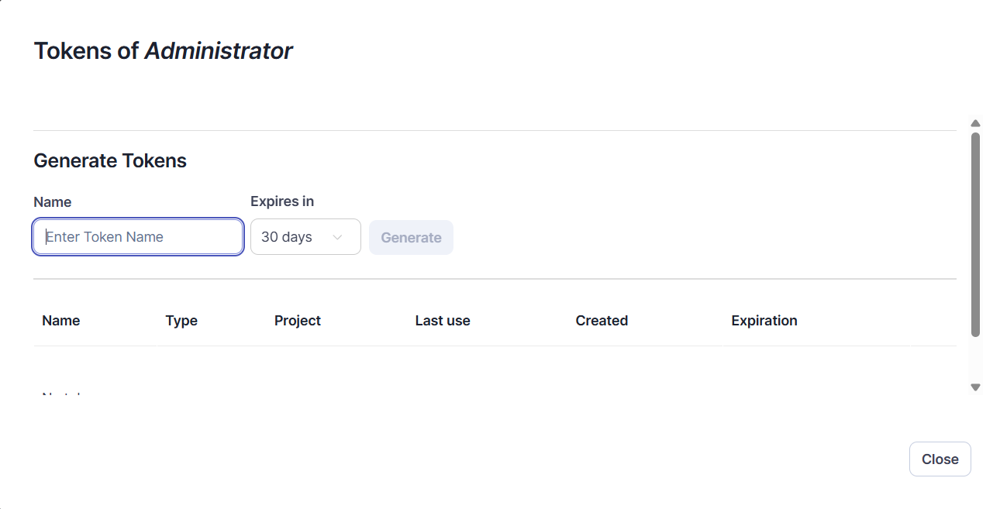 Tokens of Administrator
Generate Tokens
Name Expires in
Enter Token Name 30 days Generate
Name Type Project Last use Created Expiration
Close